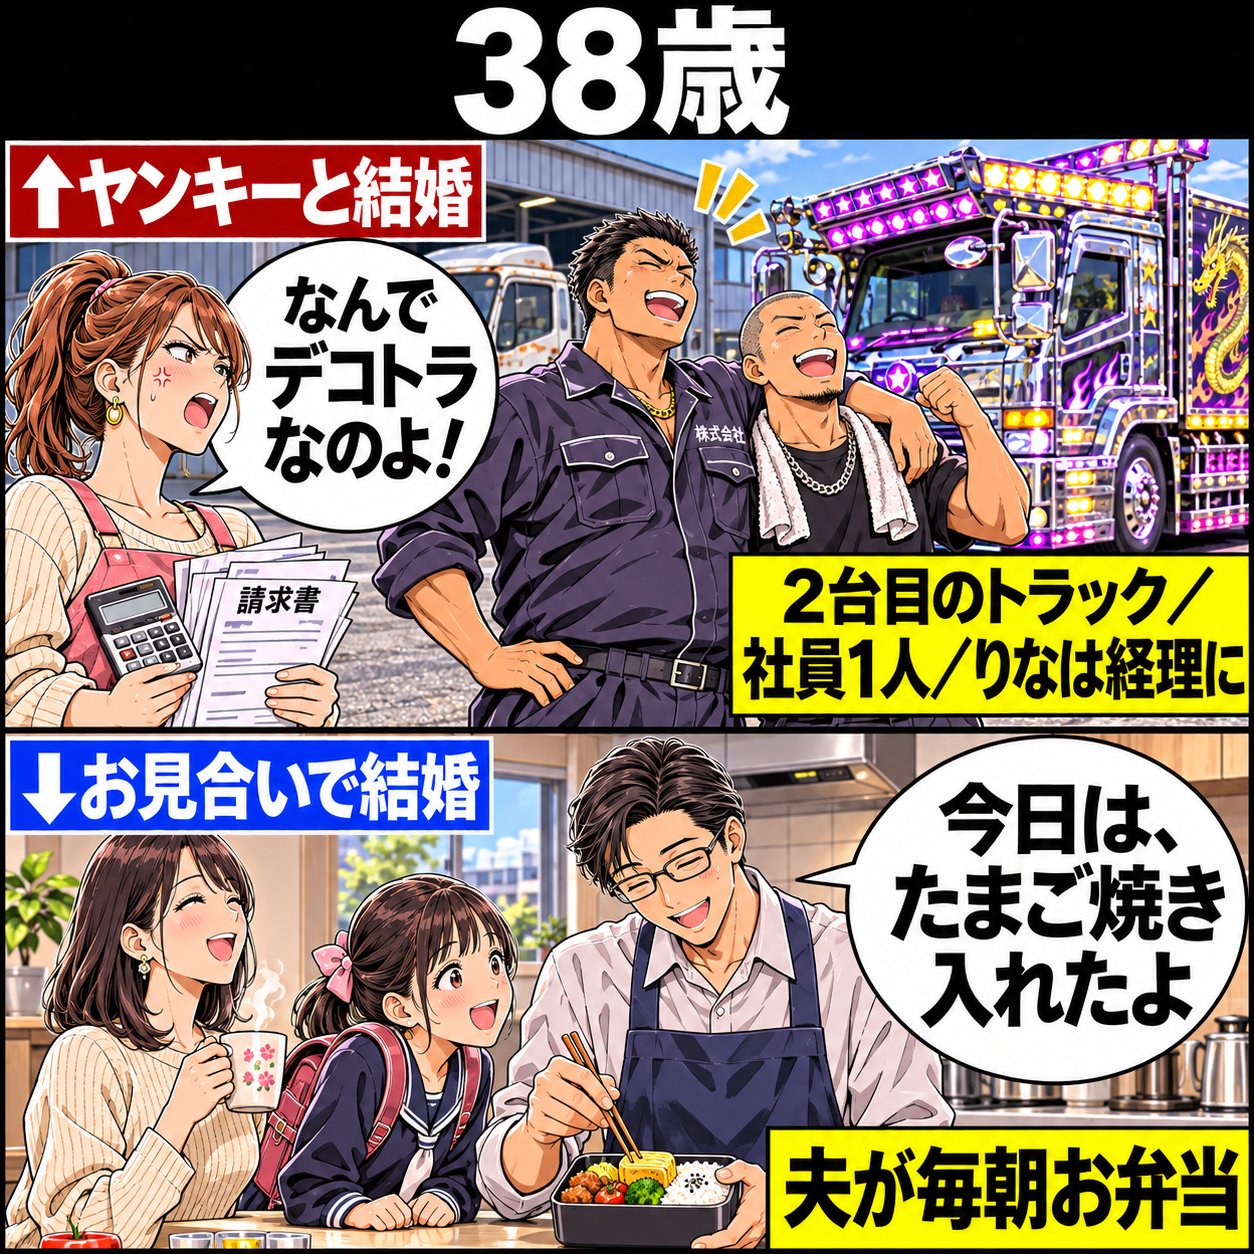 38歳
↑ヤンキーと結婚
なんで
デコトラ
なのよ!
株式会社
請求書
2台目のトラック/
社員1人/りなは経理に
↓お見合いで結婚
今日は、
たまご焼き
入れたよ
夫が毎朝お弁当